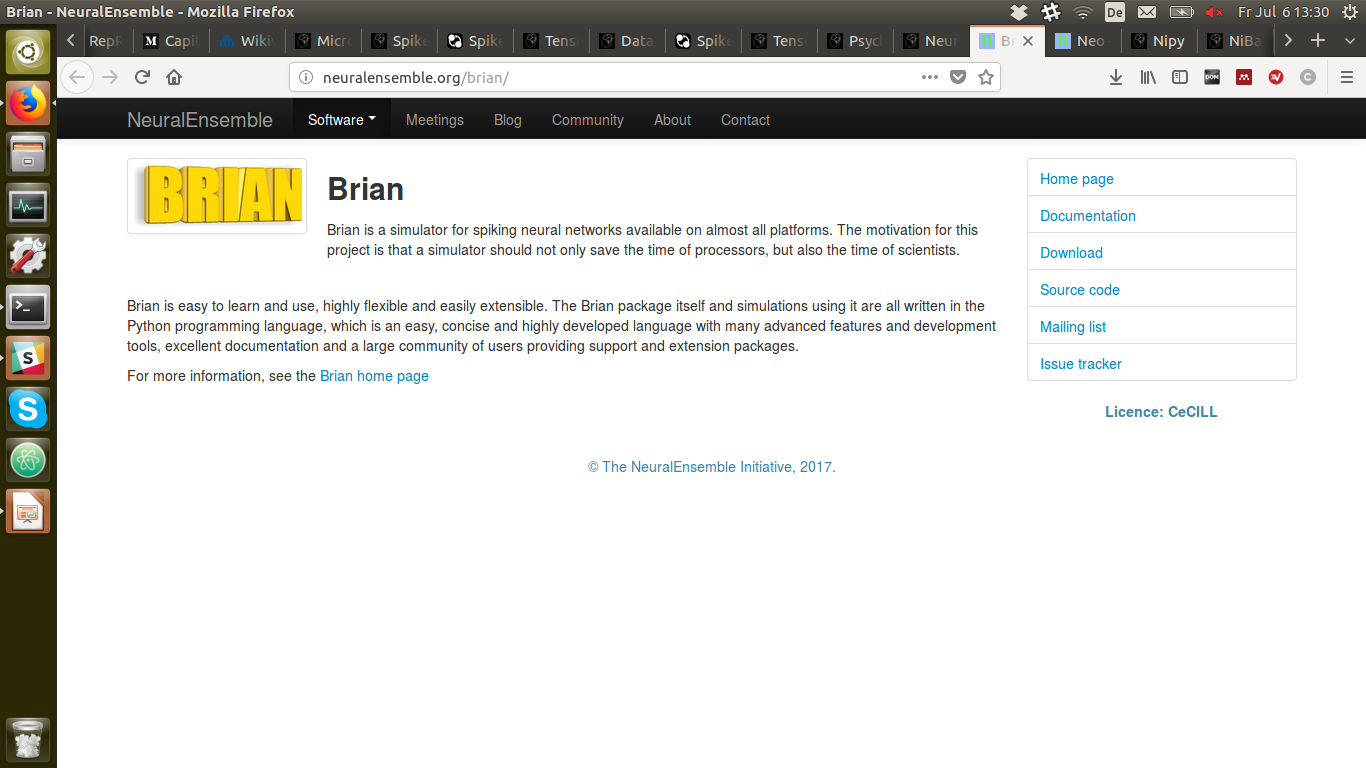 Brian - NeuralEnsemble - Mozilla Firefox
De
Fr Jul 6 13:30
RepR
Capit
Wikiv
Micro
Spike
Spike
Tens
Data
Spike
Tens
Psych
Neur
Br
Neo
Nipy
NiBa
neuralensemble.org/brian/
NeuralEnsemble
Software
Meetings
Blog
Community
About
Contact
BRIAN
Brian
Brian is a simulator for spiking neural networks available on almost all platforms. The motivation for this
project is that a simulator should not only save the time of processors, but also the time of scientists.
Brian is easy to learn and use, highly flexible and easily extensible. The Brian package itself and simulations using it are all written in the
Python programming language, which is an easy, concise and highly developed language with many advanced features and development
tools, excellent documentation and a large community of users providing support and extension packages.
For more information, see the Brian home page
Home page
Documentation
Download
Source code
Mailing list
Issue tracker
Licence: CeCILL
© The NeuralEnsemble Initiative, 2017.